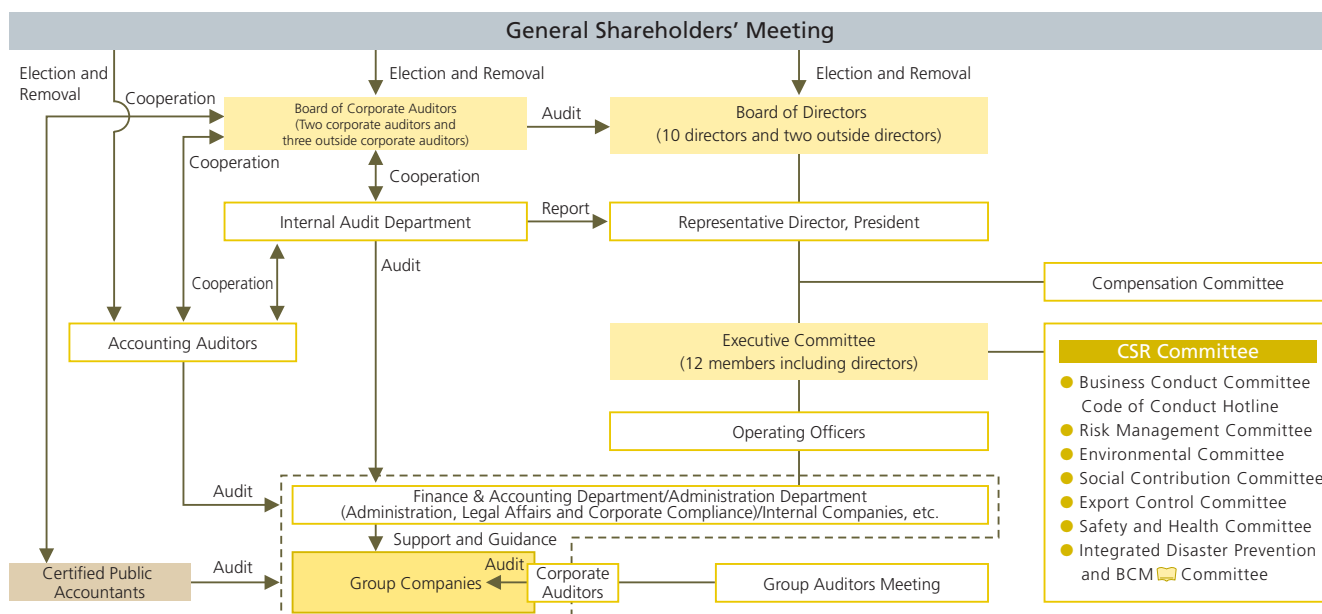 General Shareholders' Meeting
Election and
Removal
Election and Removal
Election and Removal
Cooperation
Board of Corporate Auditors
(Two corporate auditors and
three outside corporate auditors)
Audit
Board of Directors
(10 directors and two outside directors)
Cooperation
Cooperation
Internal Audit Department
Report
Representative Director, President
Audit
Cooperation
Compensation Committee
Accounting Auditors
Executive Committee
(12 members including directors)
CSR Committee
Business Conduct Committee
Code of Conduct Hotline
Risk Management Committee
Environmental Committee
Social Contribution Committee
Export Control Committee
Safety and Health Committee
Integrated Disaster Prevention
and BCM Committee
Operating Officers
Audit
Finance & Accounting Department/Administration Department
(Administration, Legal Affairs and Corporate Compliance)/Internal Companies, etc.
Support and Guidance
Certified Public
Accountants
Audit
Group Companies
Audit
Corporate
Auditors
Group Auditors Meeting